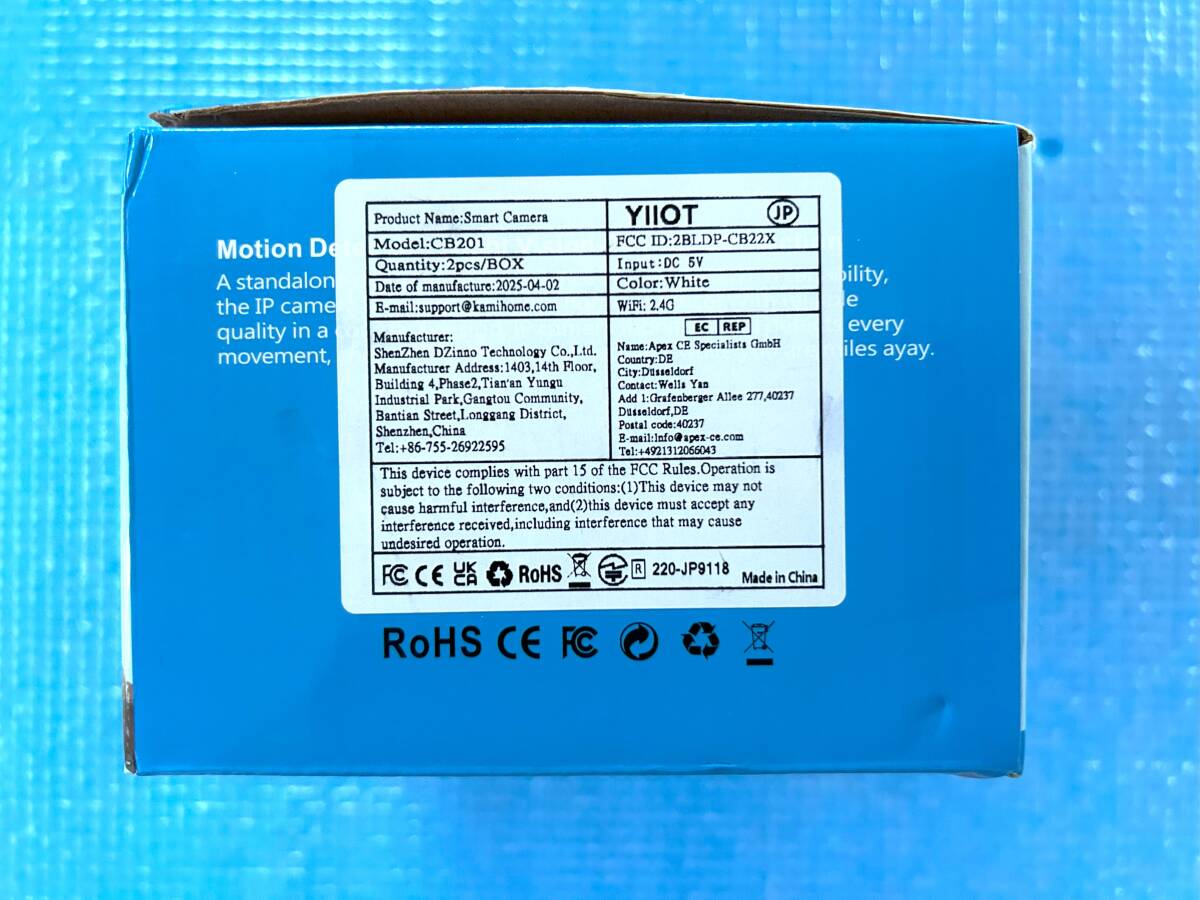 Product Name:Smart Camera
YIIOT JP
Model:CB201
FCC ID:2BLDP-CB22X
Quantity:2pcs/BOX
Input:DC 5V
Date of manufacture:2025-04-02
Color:White
E-mail:support@kamihome.com
WiFi: 2.4G
Manufacturer:
ShenZhen DZinno Technology Co.,Ltd.
Manufacturer Address:1403,14th Floor,
Building 4,Phase2,Tian'an Yungu
Industrial Park,Gangtou Community,
Bantian Street,Longgang District,
Shenzhen,China
Tel:+86-755-26922595
EC REP
Name:Apex CE Specialists GmbH
Country:DE
City:Düsseldorf
Contact:Wells Yan
Add 1:Grafenberger Allee 277,40237
Düsseldorf,DE
Postal code:40237
E-mail:Info@apex-ce.com
Tel:+4921312066043
This device complies with part 15 of the FCC Rules.Operation is
subject to the following two conditions:(1)This device may not
cause harmful interference,and(2)this device must accept any
interference received,including interference that may cause
undesired operation.
FC CE UK CA RoHS R 220-JP9118 Made in China
Motion
A standalon
the IP came
quality in a every
movement, miles ayay.
RoHS CE FC